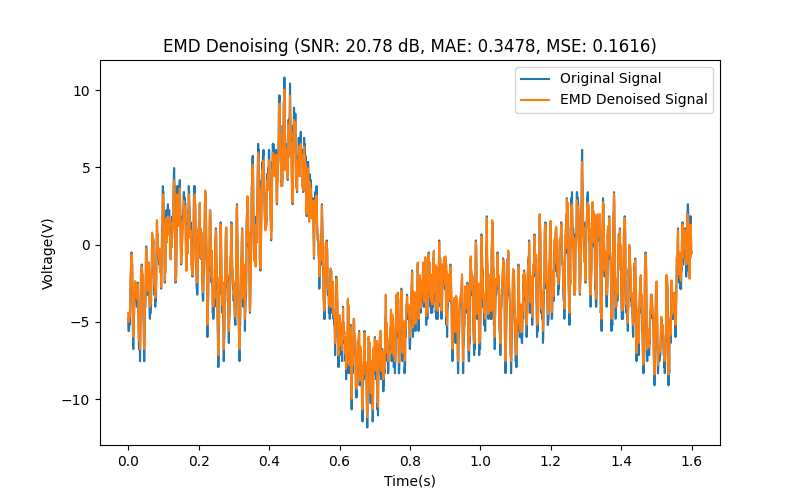 EMD Denoising (SNR: 20.78 dB, MAE: 0.3478, MSE: 0.1616)
Original Signal
EMD Denoised Signal
10
5
0
−5
−10
Voltage(V)
0.0 0.2 0.4 0.6 0.8 1.0 1.2 1.4 1.6
Time(s)